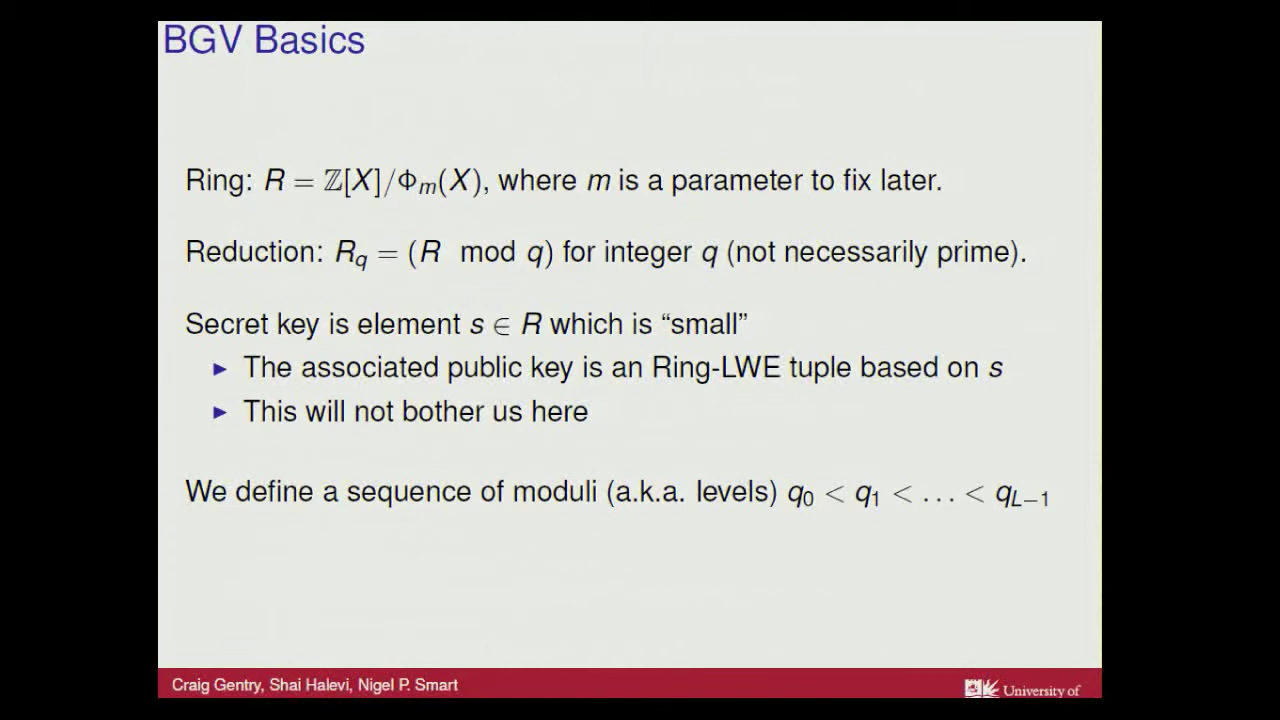 BGV Basics
Ring: R = ℤ[X]/Φₘ(X), where m is a parameter to fix later.
Reduction: R_q = (R mod q) for integer q (not necessarily prime).
Secret key is element s ∈ R which is “small”
▶ The associated public key is an Ring-LWE tuple based on s
▶ This will not bother us here
We define a sequence of moduli (a.k.a. levels) q₀ < q₁ < … < q_{L−1}
Craig Gentry, Shai Halevi, Nigel P. Smart
University of